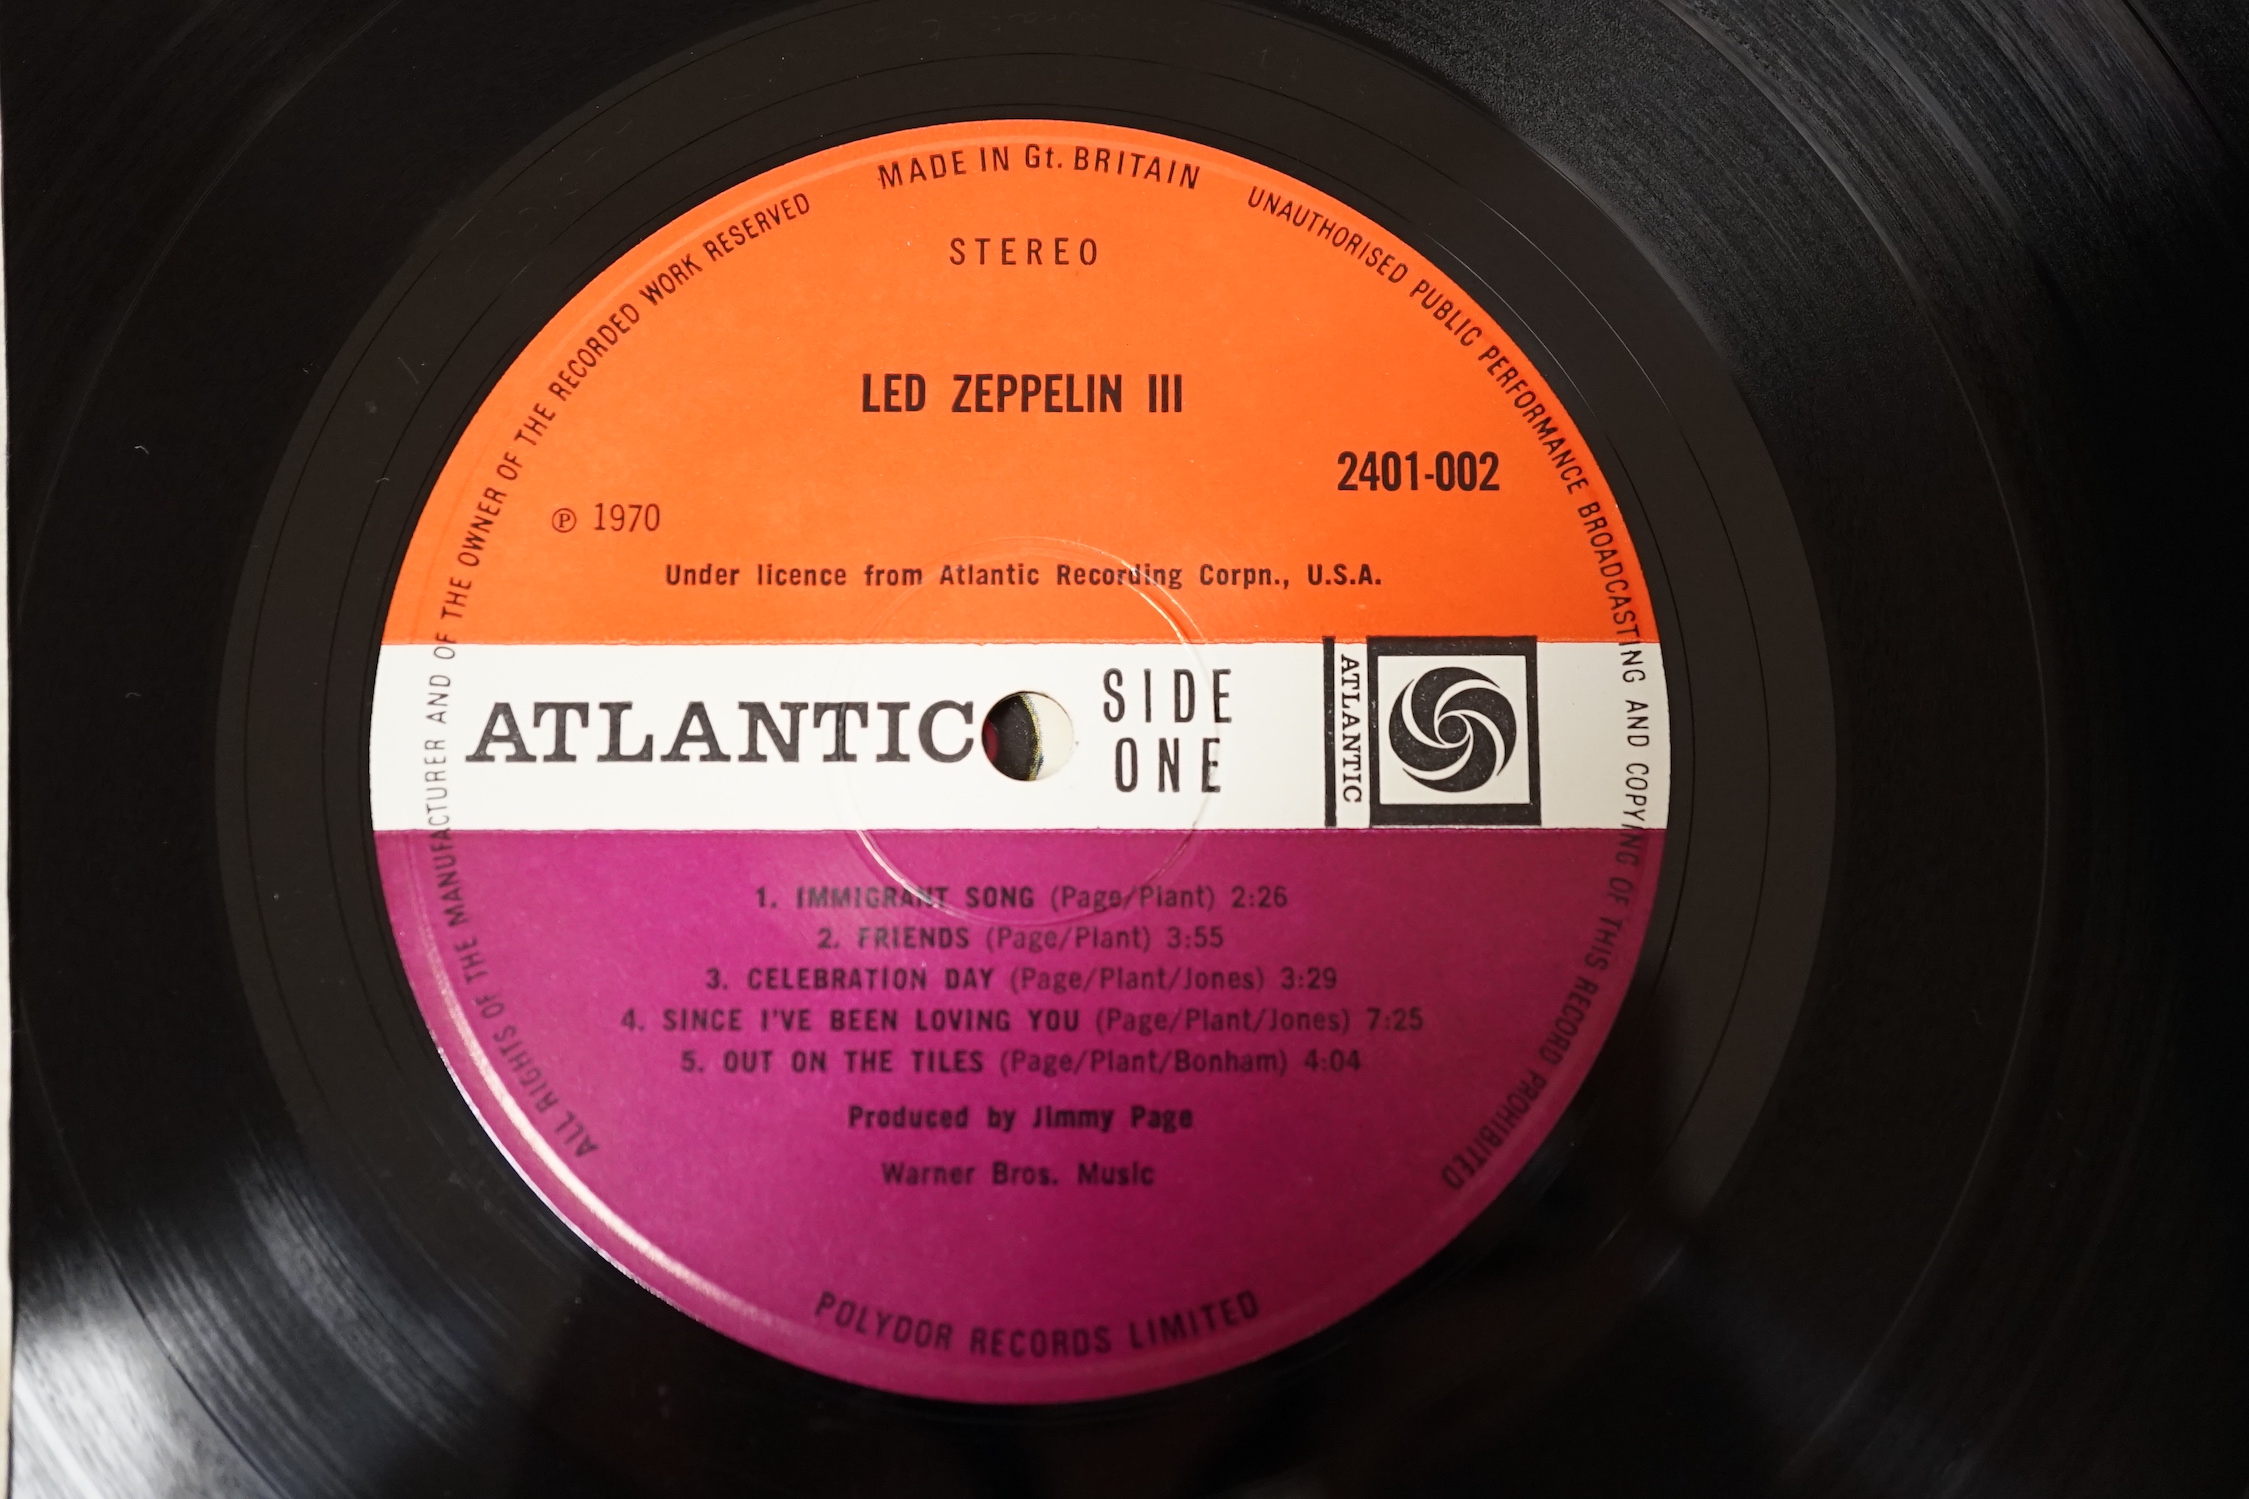 MADE IN Gt. BRITAIN
UNAUTHORISED PUBLIC PERFORMANCE BROADCASTING AND COPYING OF THIS RECORD PROHIBITED
ALL RIGHTS OF THE MANUFACTURER AND OF THE OWNER OF THE RECORDED WORK RESERVED
STEREO
LED ZEPPELIN III
2401-002
℗ 1970
Under licence from Atlantic Recording Corpn., U.S.A.
ATLANTIC
SIDE
ONE
ATLANTIC
1. IMMIGRANT SONG (Page/Plant) 2:26
2. FRIENDS (Page/Plant) 3:55
3. CELEBRATION DAY (Page/Plant/Jones) 3:29
4. SINCE I'VE BEEN LOVING YOU (Page/Plant/Jones) 7:25
5. OUT ON THE TILES (Page/Plant/Bonham) 4:04
Produced by Jimmy Page
Warner Bros. Music
POLYDOR RECORDS LIMITED